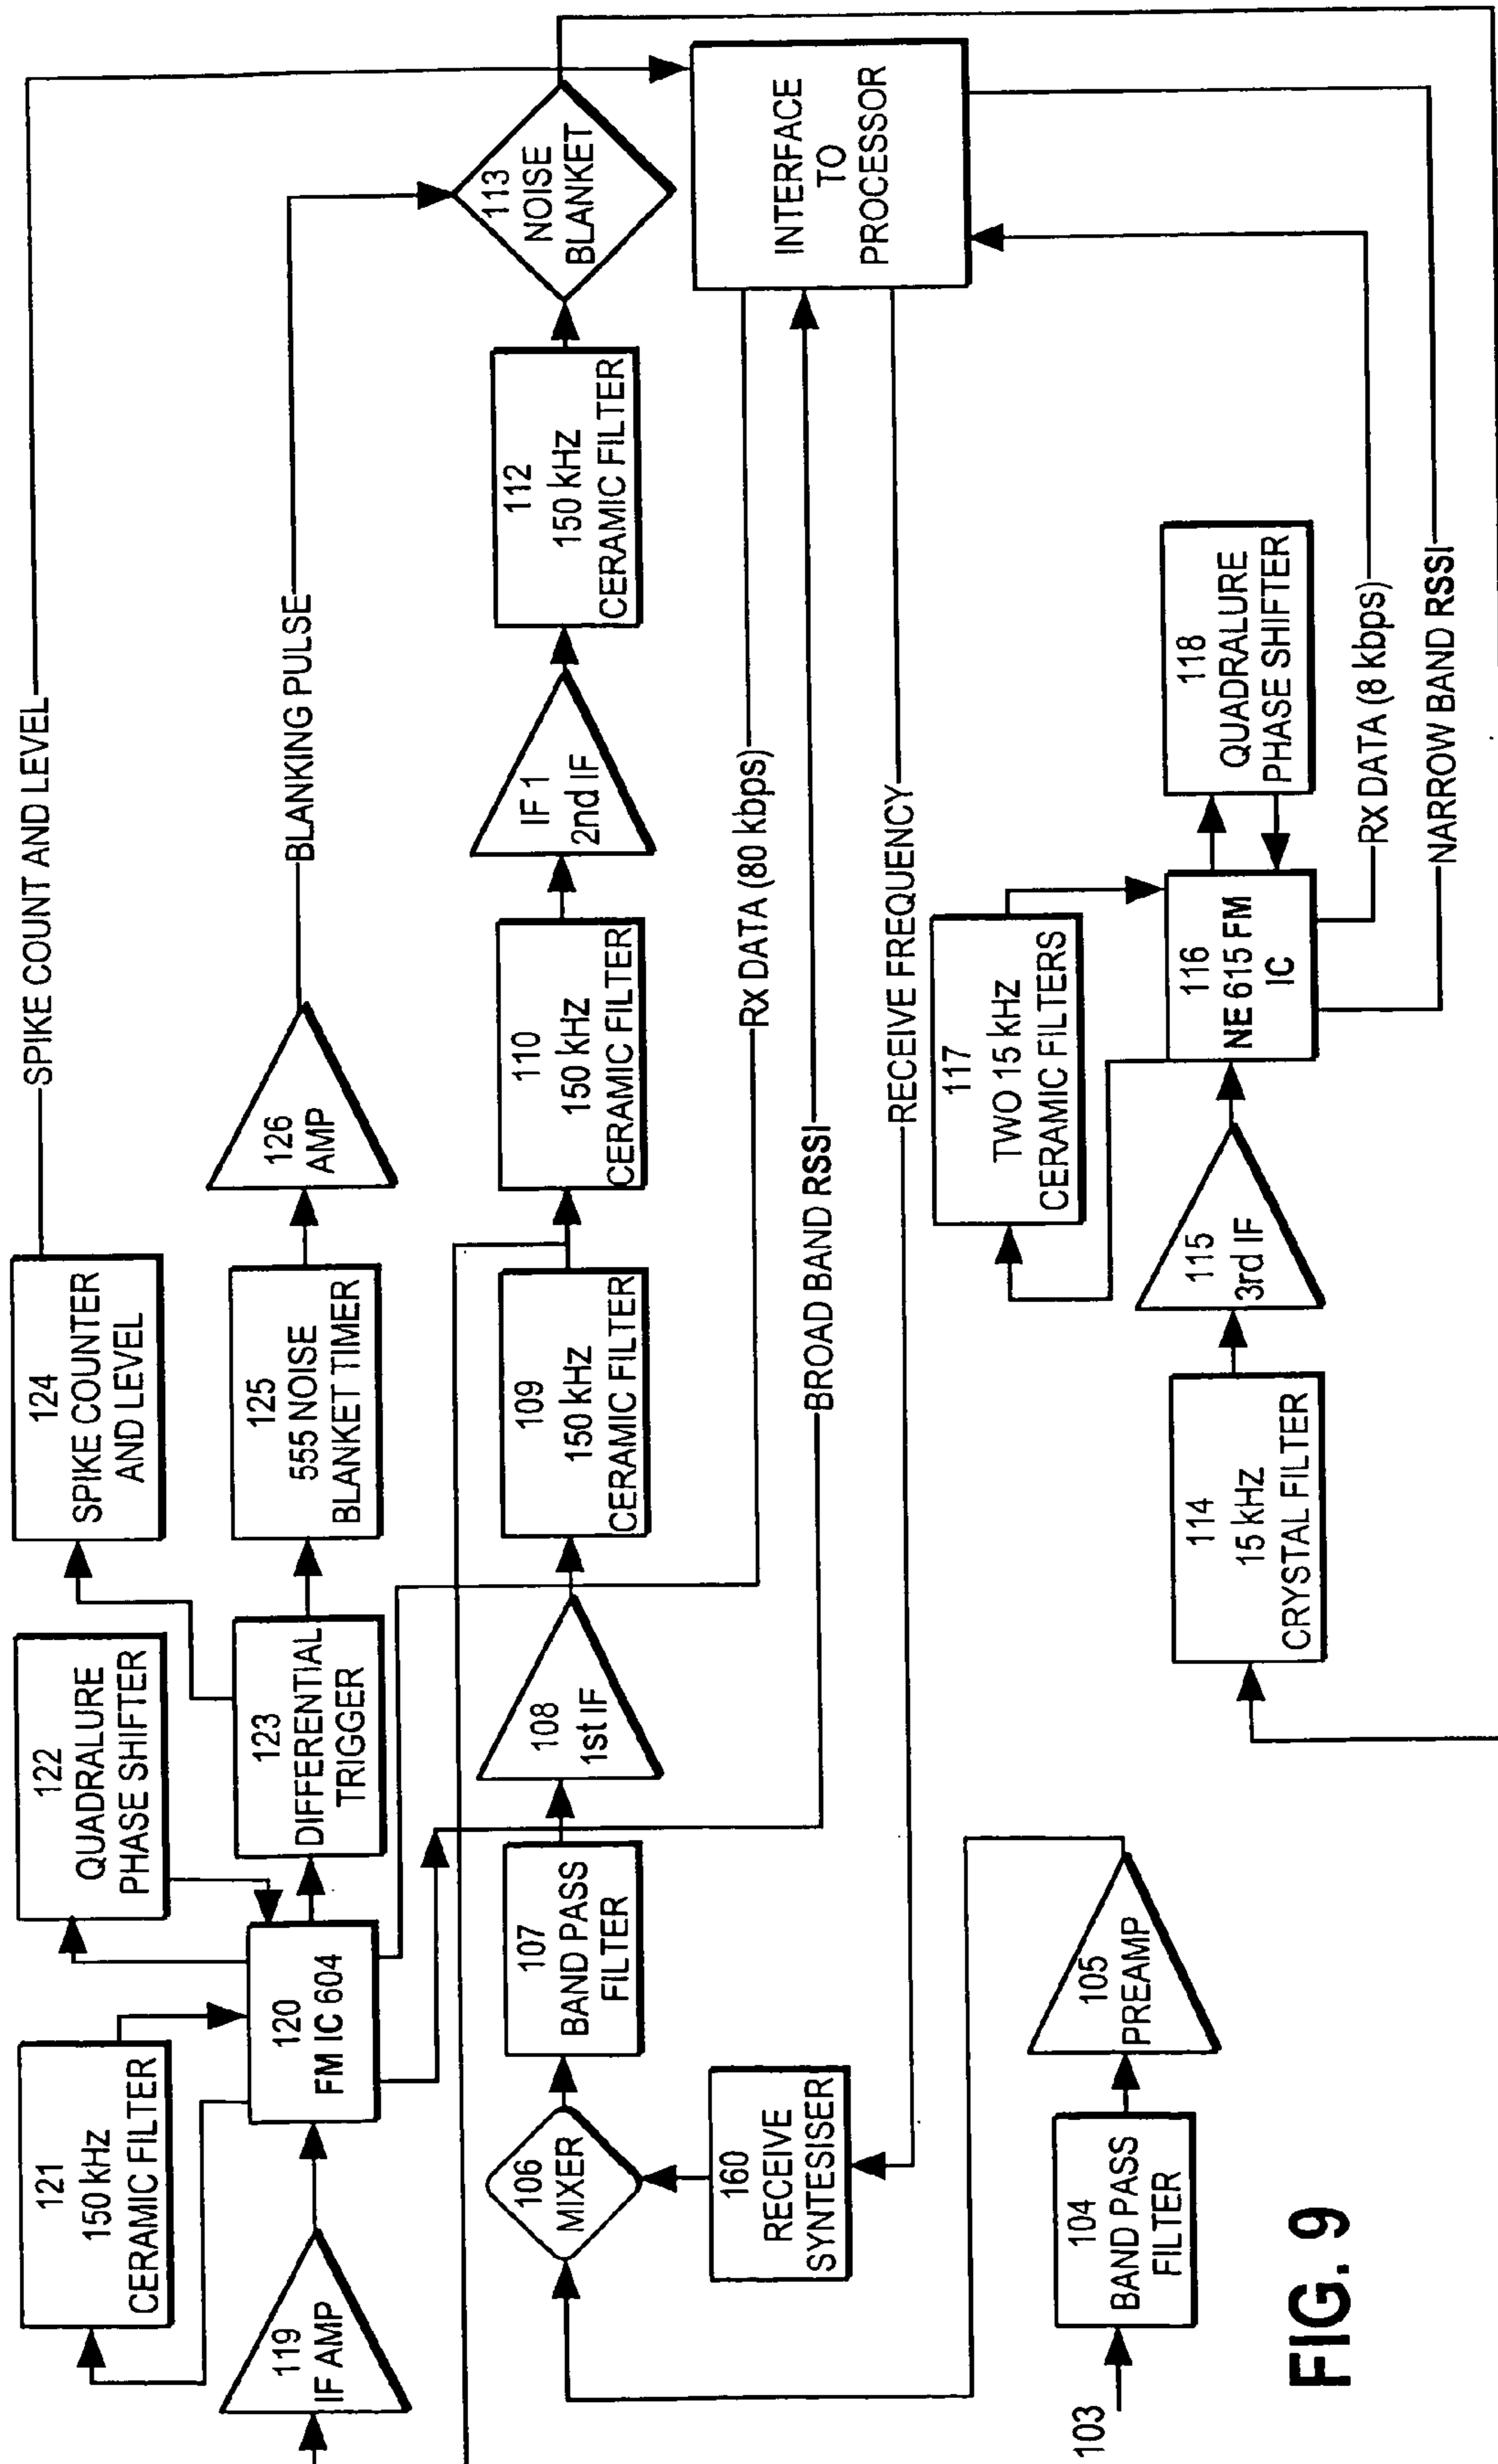 SPIKE COUNT AND LEVEL
121
150 kHz
CERAMIC FILTER
122
QUADRALURE
PHASE SHIFTER
124
SPIKE COUNTER
AND LEVEL
119
IF AMP
120
FM IC 604
123
DIFFERENTIAL
TRIGGER
125
555 NOISE
BLANKET TIMER
126
AMP
BLANKING PULSE
106
MIXER
107
BAND PASS
FILTER
108
1st IF
109
150 kHz
CERAMIC FILTER
110
150 kHz
CERAMIC FILTER
IF 1
2nd IF
112
150 kHz
CERAMIC FILTER
113
NOISE
BLANKET
160
RECEIVE
SYNTESISER
Rx DATA (80 kbps)
BROAD BAND RSSI
RECEIVE FREQUENCY
INTERFACE
TO
PROCESSOR
103
104
BAND PASS
FILTER
105
PREAMP
114
15 kHz
CRYSTAL FILTER
115
3rd IF
117
TWO 15 kHz
CERAMIC FILTERS
116
NE 615 FM
IC
118
QUADRALURE
PHASE SHIFTER
Rx DATA (8 kbps)
NARROW BAND RSSI
FIG. 9